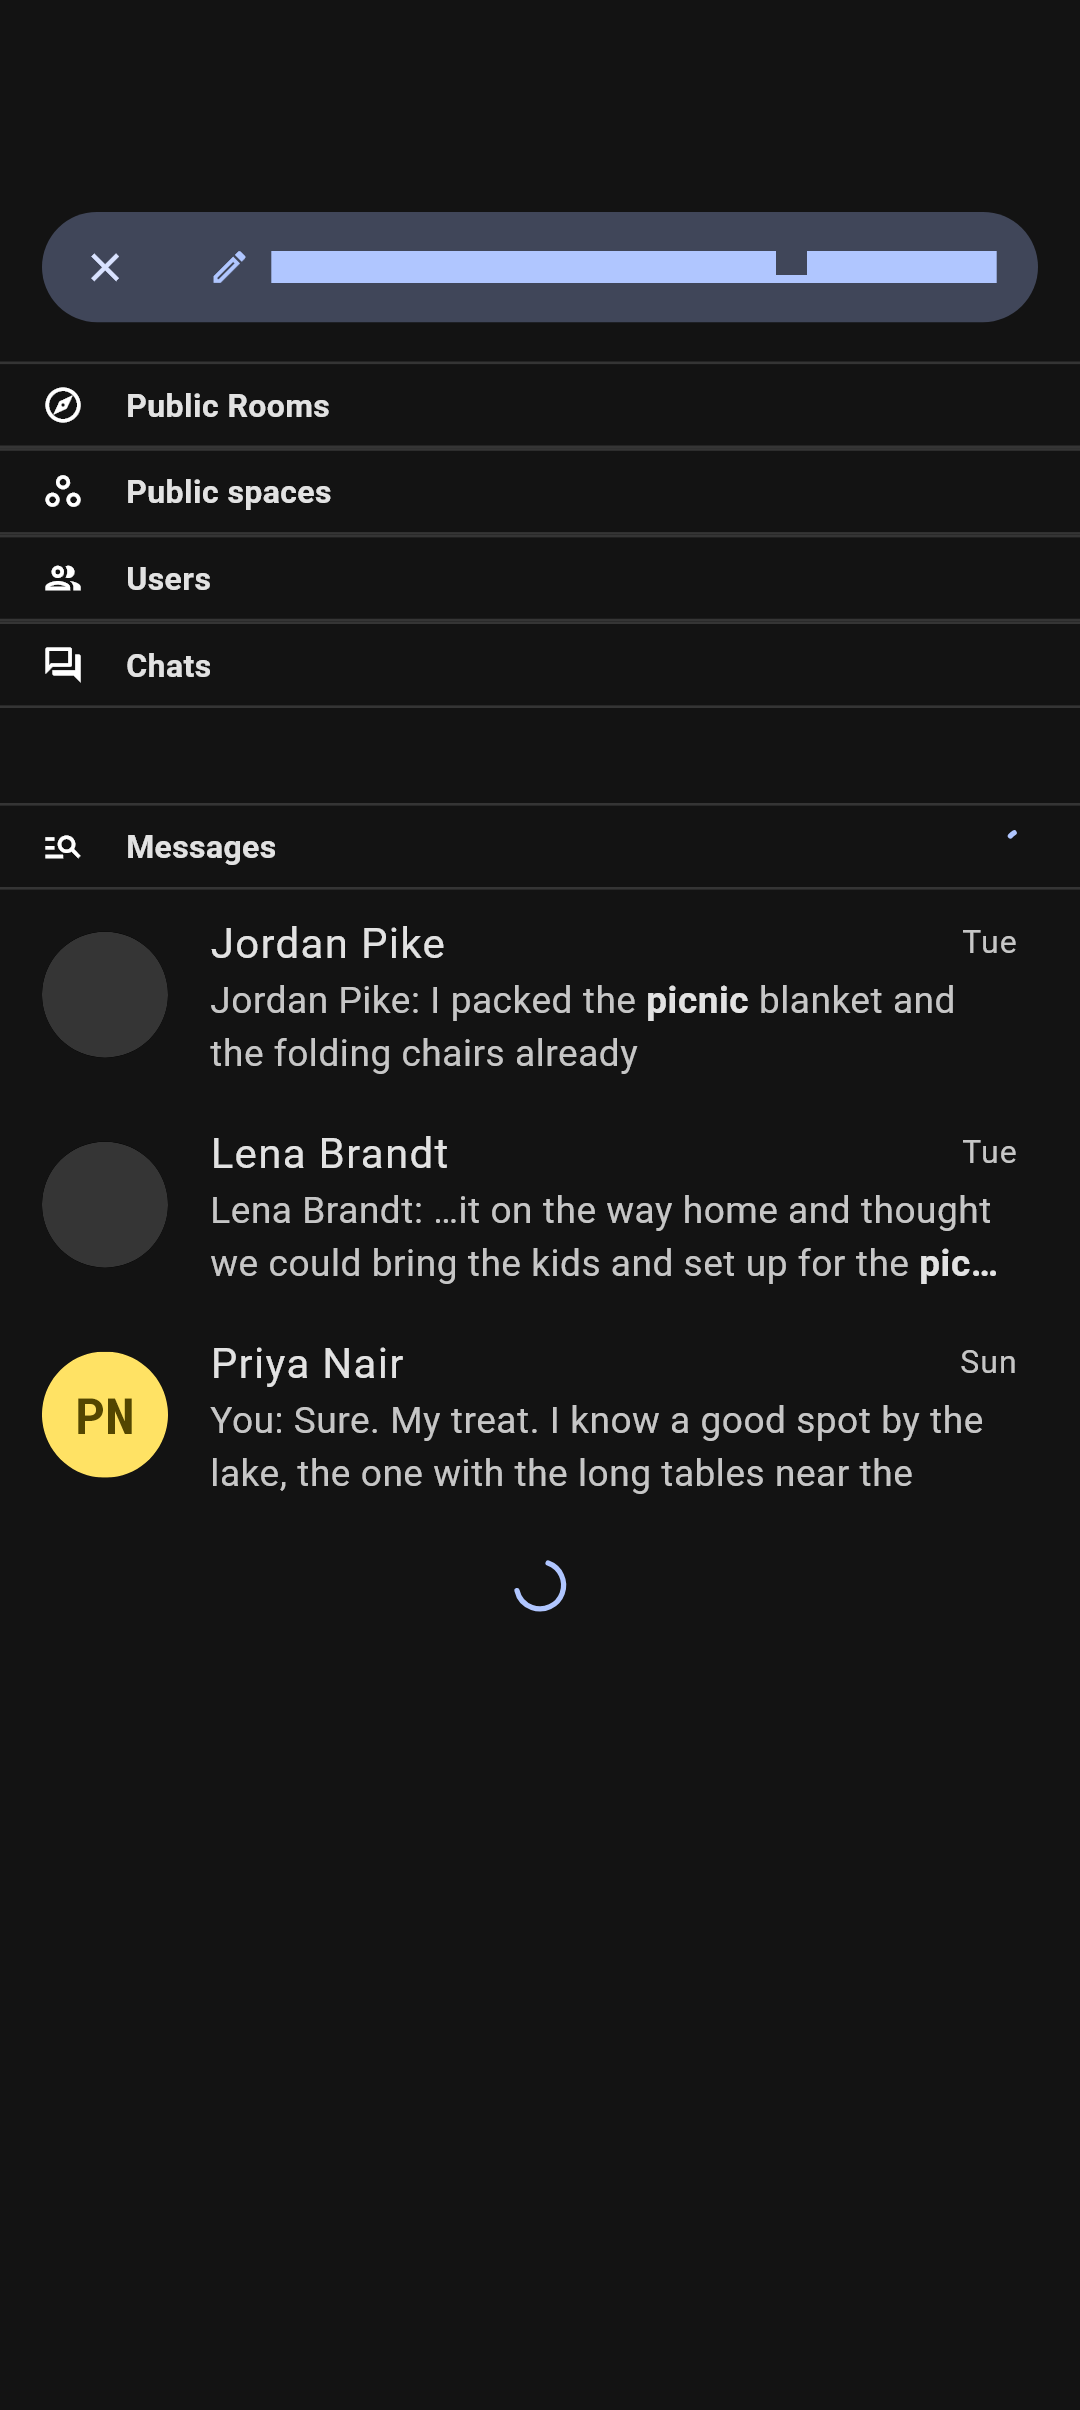 Public Rooms
Public spaces
Users
Chats
Messages
Jordan Pike
Tue
Jordan Pike: I packed the picnic blanket and
the folding chairs already
Lena Brandt
Tue
Lena Brandt: …it on the way home and thought
we could bring the kids and set up for the pic…
PN
Priya Nair
Sun
You: Sure. My treat. I know a good spot by the
lake, the one with the long tables near the